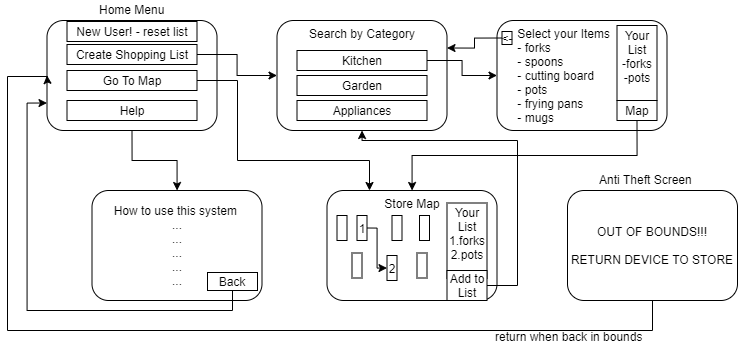 Home Menu
New User! - reset list
Create Shopping List
Go To Map
Help
Search by Category
Kitchen
Garden
Appliances
<-
Select your Items
- forks
- spoons
- cutting board
- pots
- frying pans
- mugs
Your
List
-forks
-pots
Map
How to use this system
...
...
...
...
...
Back
Store Map
1
2
Your
List
1.forks
2.pots
Add to
List
Anti Theft Screen
OUT OF BOUNDS!!!
RETURN DEVICE TO STORE
return when back in bounds